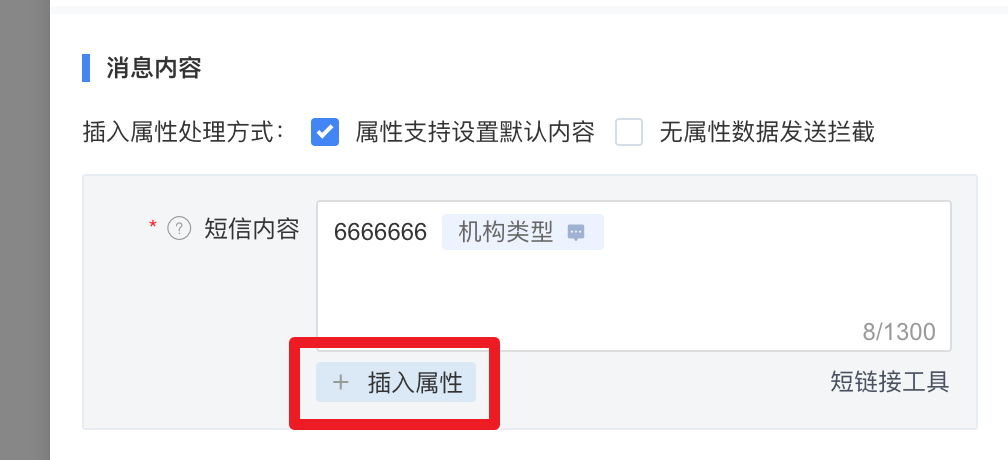 消息内容
插入属性处理方式： 属性支持设置默认内容 无属性数据发送拦截
* ? 短信内容 6666666 机构类型
8/1300
+ 插入属性 短链接工具